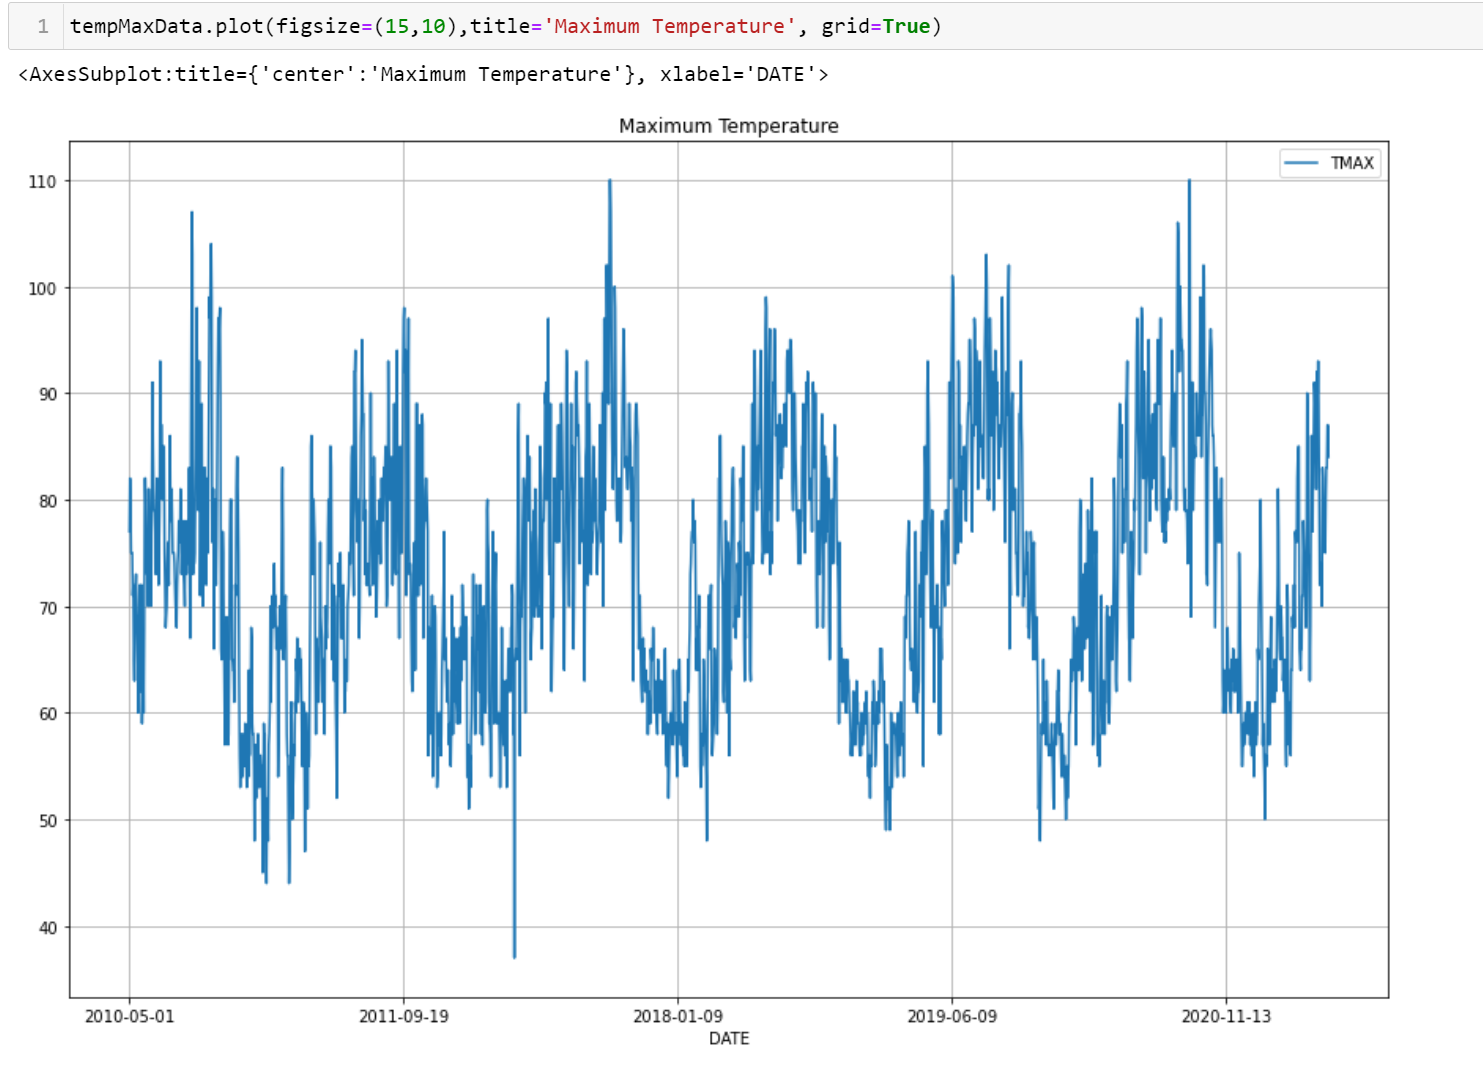 1 tempMaxData.plot(figsize=(15,10),title='Maximum Temperature', grid=True)
<AxesSubplot:title={'center':'Maximum Temperature'}, xlabel='DATE'>
Maximum Temperature
TMAX
110
100
90
80
70
60
50
40
2010-05-01 2011-09-19 2018-01-09 2019-06-09 2020-11-13
DATE